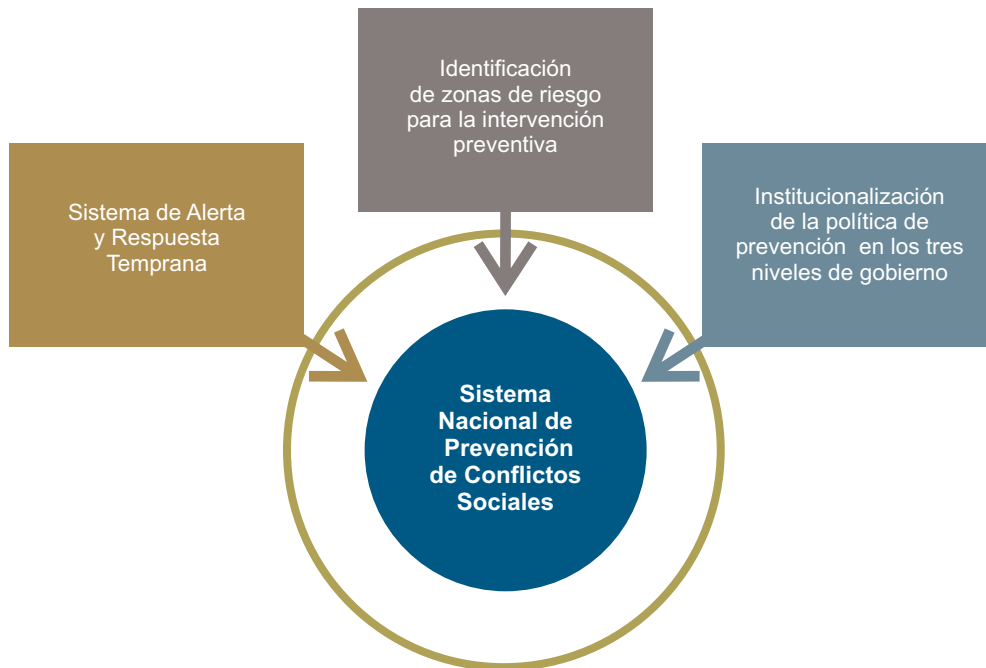 Identificación
de zonas de riesgo
para la intervención
preventiva
Sistema de Alerta
y Respuesta
Temprana
Institucionalización
de la política de
prevención en los tres
niveles de gobierno
Sistema
Nacional de
Prevención
de Conflictos
Sociales